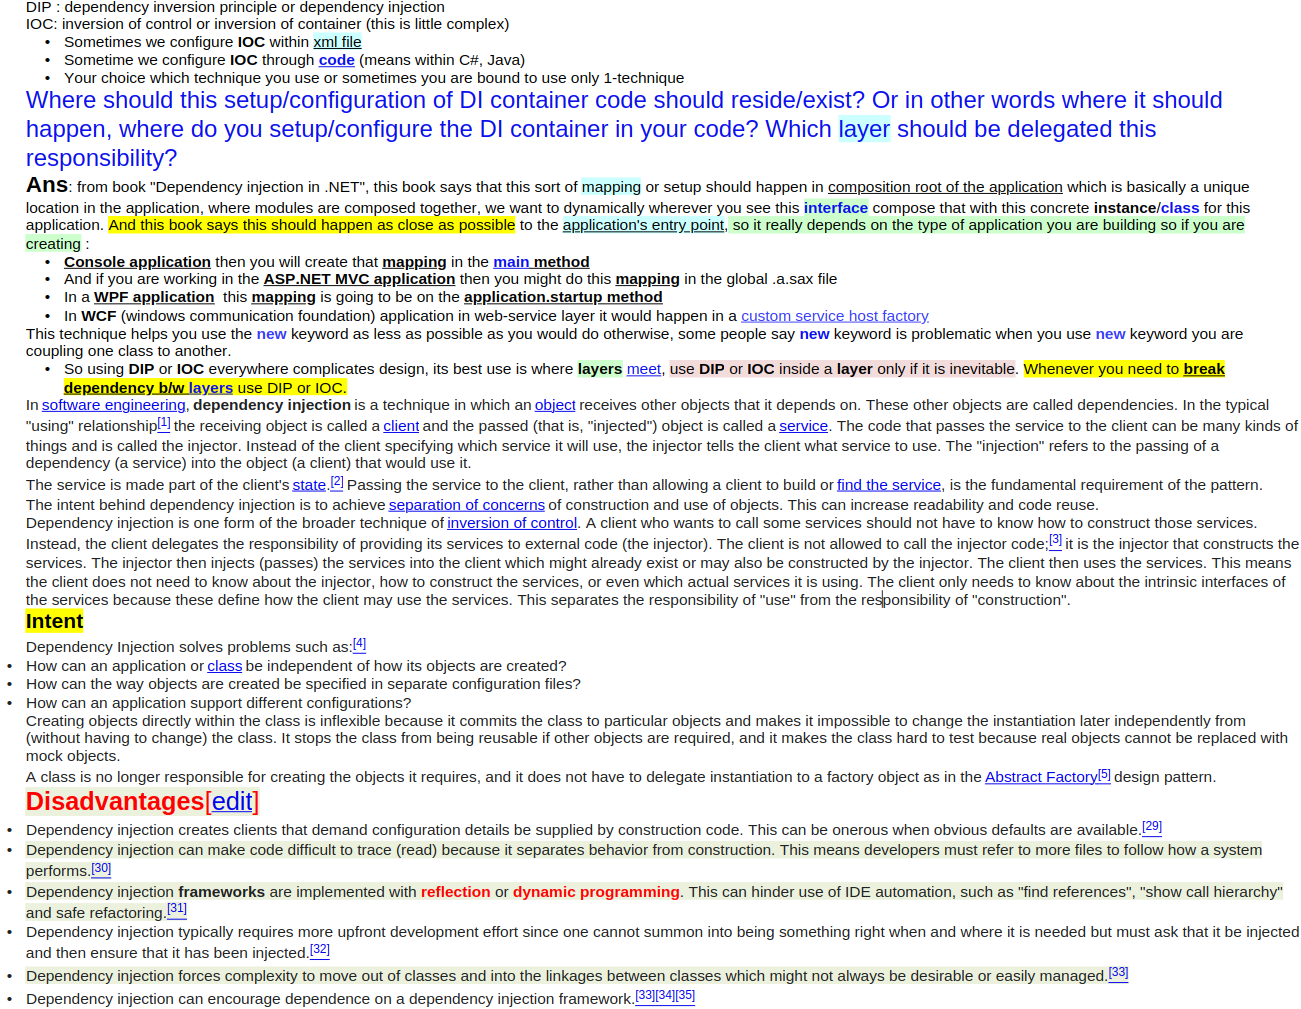 DIP : dependency inversion principle or dependency injection
IOC: inversion of control or inversion of container (this is little complex)
• Sometimes we configure IOC within xml file
• Sometime we configure IOC through code (means within C#, Java)
• Your choice which technique you use or sometimes you are bound to use only 1-technique
Where should this setup/configuration of DI container code should reside/exist? Or in other words where it should
happen, where do you setup/configure the DI container in your code? Which layer should be delegated this
responsibility?
Ans: from book "Dependency injection in .NET", this book says that this sort of mapping or setup should happen in composition root of the application which is basically a unique
location in the application, where modules are composed together, we want to dynamically wherever you see this interface compose that with this concrete instance/class for this
application. And this book says this should happen as close as possible to the application's entry point, so it really depends on the type of application you are building so if you are
creating :
• Console application then you will create that mapping in the main method
• And if you are working in the ASP.NET MVC application then you might do this mapping in the global .a.sax file
• In a WPF application this mapping is going to be on the application.startup method
• In WCF (windows communication foundation) application in web-service layer it would happen in a custom service host factory
This technique helps you use the new keyword as less as possible as you would do otherwise, some people say new keyword is problematic when you use new keyword you are
coupling one class to another.
• So using DIP or IOC everywhere complicates design, its best use is where layers meet, use DIP or IOC inside a layer only if it is inevitable. Whenever you need to break
dependency b/w layers use DIP or IOC.
In software engineering, dependency injection is a technique in which an object receives other objects that it depends on. These other objects are called dependencies. In the typical
"using" relationship[1] the receiving object is called a client and the passed (that is, "injected") object is called a service. The code that passes the service to the client can be many kinds of
things and is called the injector. Instead of the client specifying which service it will use, the injector tells the client what service to use. The "injection" refers to the passing of a
dependency (a service) into the object (a client) that would use it.
The service is made part of the client's state.[2] Passing the service to the client, rather than allowing a client to build or find the service, is the fundamental requirement of the pattern.
The intent behind dependency injection is to achieve separation of concerns of construction and use of objects. This can increase readability and code reuse.
Dependency injection is one form of the broader technique of inversion of control. A client who wants to call some services should not have to know how to construct those services.
Instead, the client delegates the responsibility of providing its services to external code (the injector). The client is not allowed to call the injector code;[3] it is the injector that constructs the
services. The injector then injects (passes) the services into the client which might already exist or may also be constructed by the injector. The client then uses the services. This means
the client does not need to know about the injector, how to construct the services, or even which actual services it is using. The client only needs to know about the intrinsic interfaces of
the services because these define how the client may use the services. This separates the responsibility of "use" from the responsibility of "construction".
Intent
Dependency Injection solves problems such as:[4]
• How can an application or class be independent of how its objects are created?
• How can the way objects are created be specified in separate configuration files?
• How can an application support different configurations?
Creating objects directly within the class is inflexible because it commits the class to particular objects and makes it impossible to change the instantiation later independently from
(without having to change) the class. It stops the class from being reusable if other objects are required, and it makes the class hard to test because real objects cannot be replaced with
mock objects.
A class is no longer responsible for creating the objects it requires, and it does not have to delegate instantiation to a factory object as in the Abstract Factory[5] design pattern.
Disadvantages[edit]
• Dependency injection creates clients that demand configuration details be supplied by construction code. This can be onerous when obvious defaults are available.[29]
• Dependency injection can make code difficult to trace (read) because it separates behavior from construction. This means developers must refer to more files to follow how a system
performs.[30]
• Dependency injection frameworks are implemented with reflection or dynamic programming. This can hinder use of IDE automation, such as "find references", "show call hierarchy"
and safe refactoring.[31]
• Dependency injection typically requires more upfront development effort since one cannot summon into being something right when and where it is needed but must ask that it be injected
and then ensure that it has been injected.[32]
• Dependency injection forces complexity to move out of classes and into the linkages between classes which might not always be desirable or easily managed.[33]
• Dependency injection can encourage dependence on a dependency injection framework.[33][34][35]